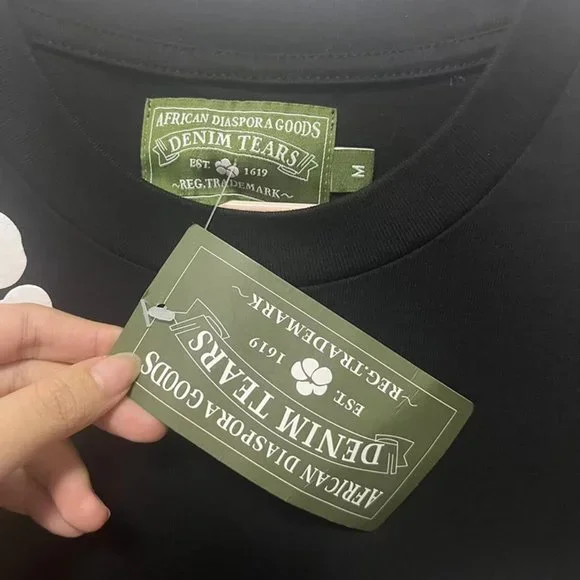 AFRICAN DIASPORA GOODS
DENIM TEARS
EST. 1619
~REG.TRADEMARK~
M
AFRICAN DIASPORA GOODS
DENIM TEARS
EST. 1619
~REG.TRADEMARK~